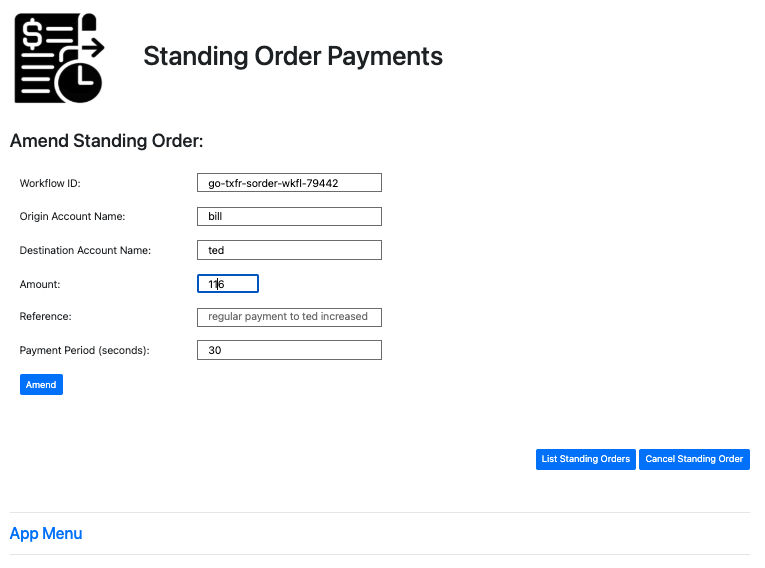 Standing Order Payments
Amend Standing Order:
Workflow ID: go-txfr-sorder-wkfl-79442
Origin Account Name: bill
Destination Account Name: ted
Amount: 116
Reference: regular payment to ted increased
Payment Period (seconds): 30
Amend
List Standing Orders Cancel Standing Order
App Menu